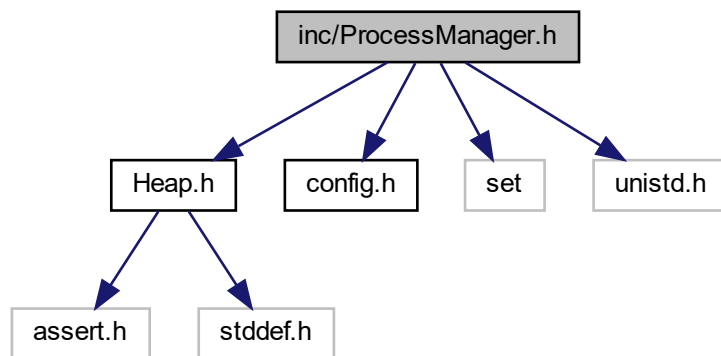 inc/ProcessManager.h
Heap.h
config.h
set
unistd.h
assert.h
stddef.h